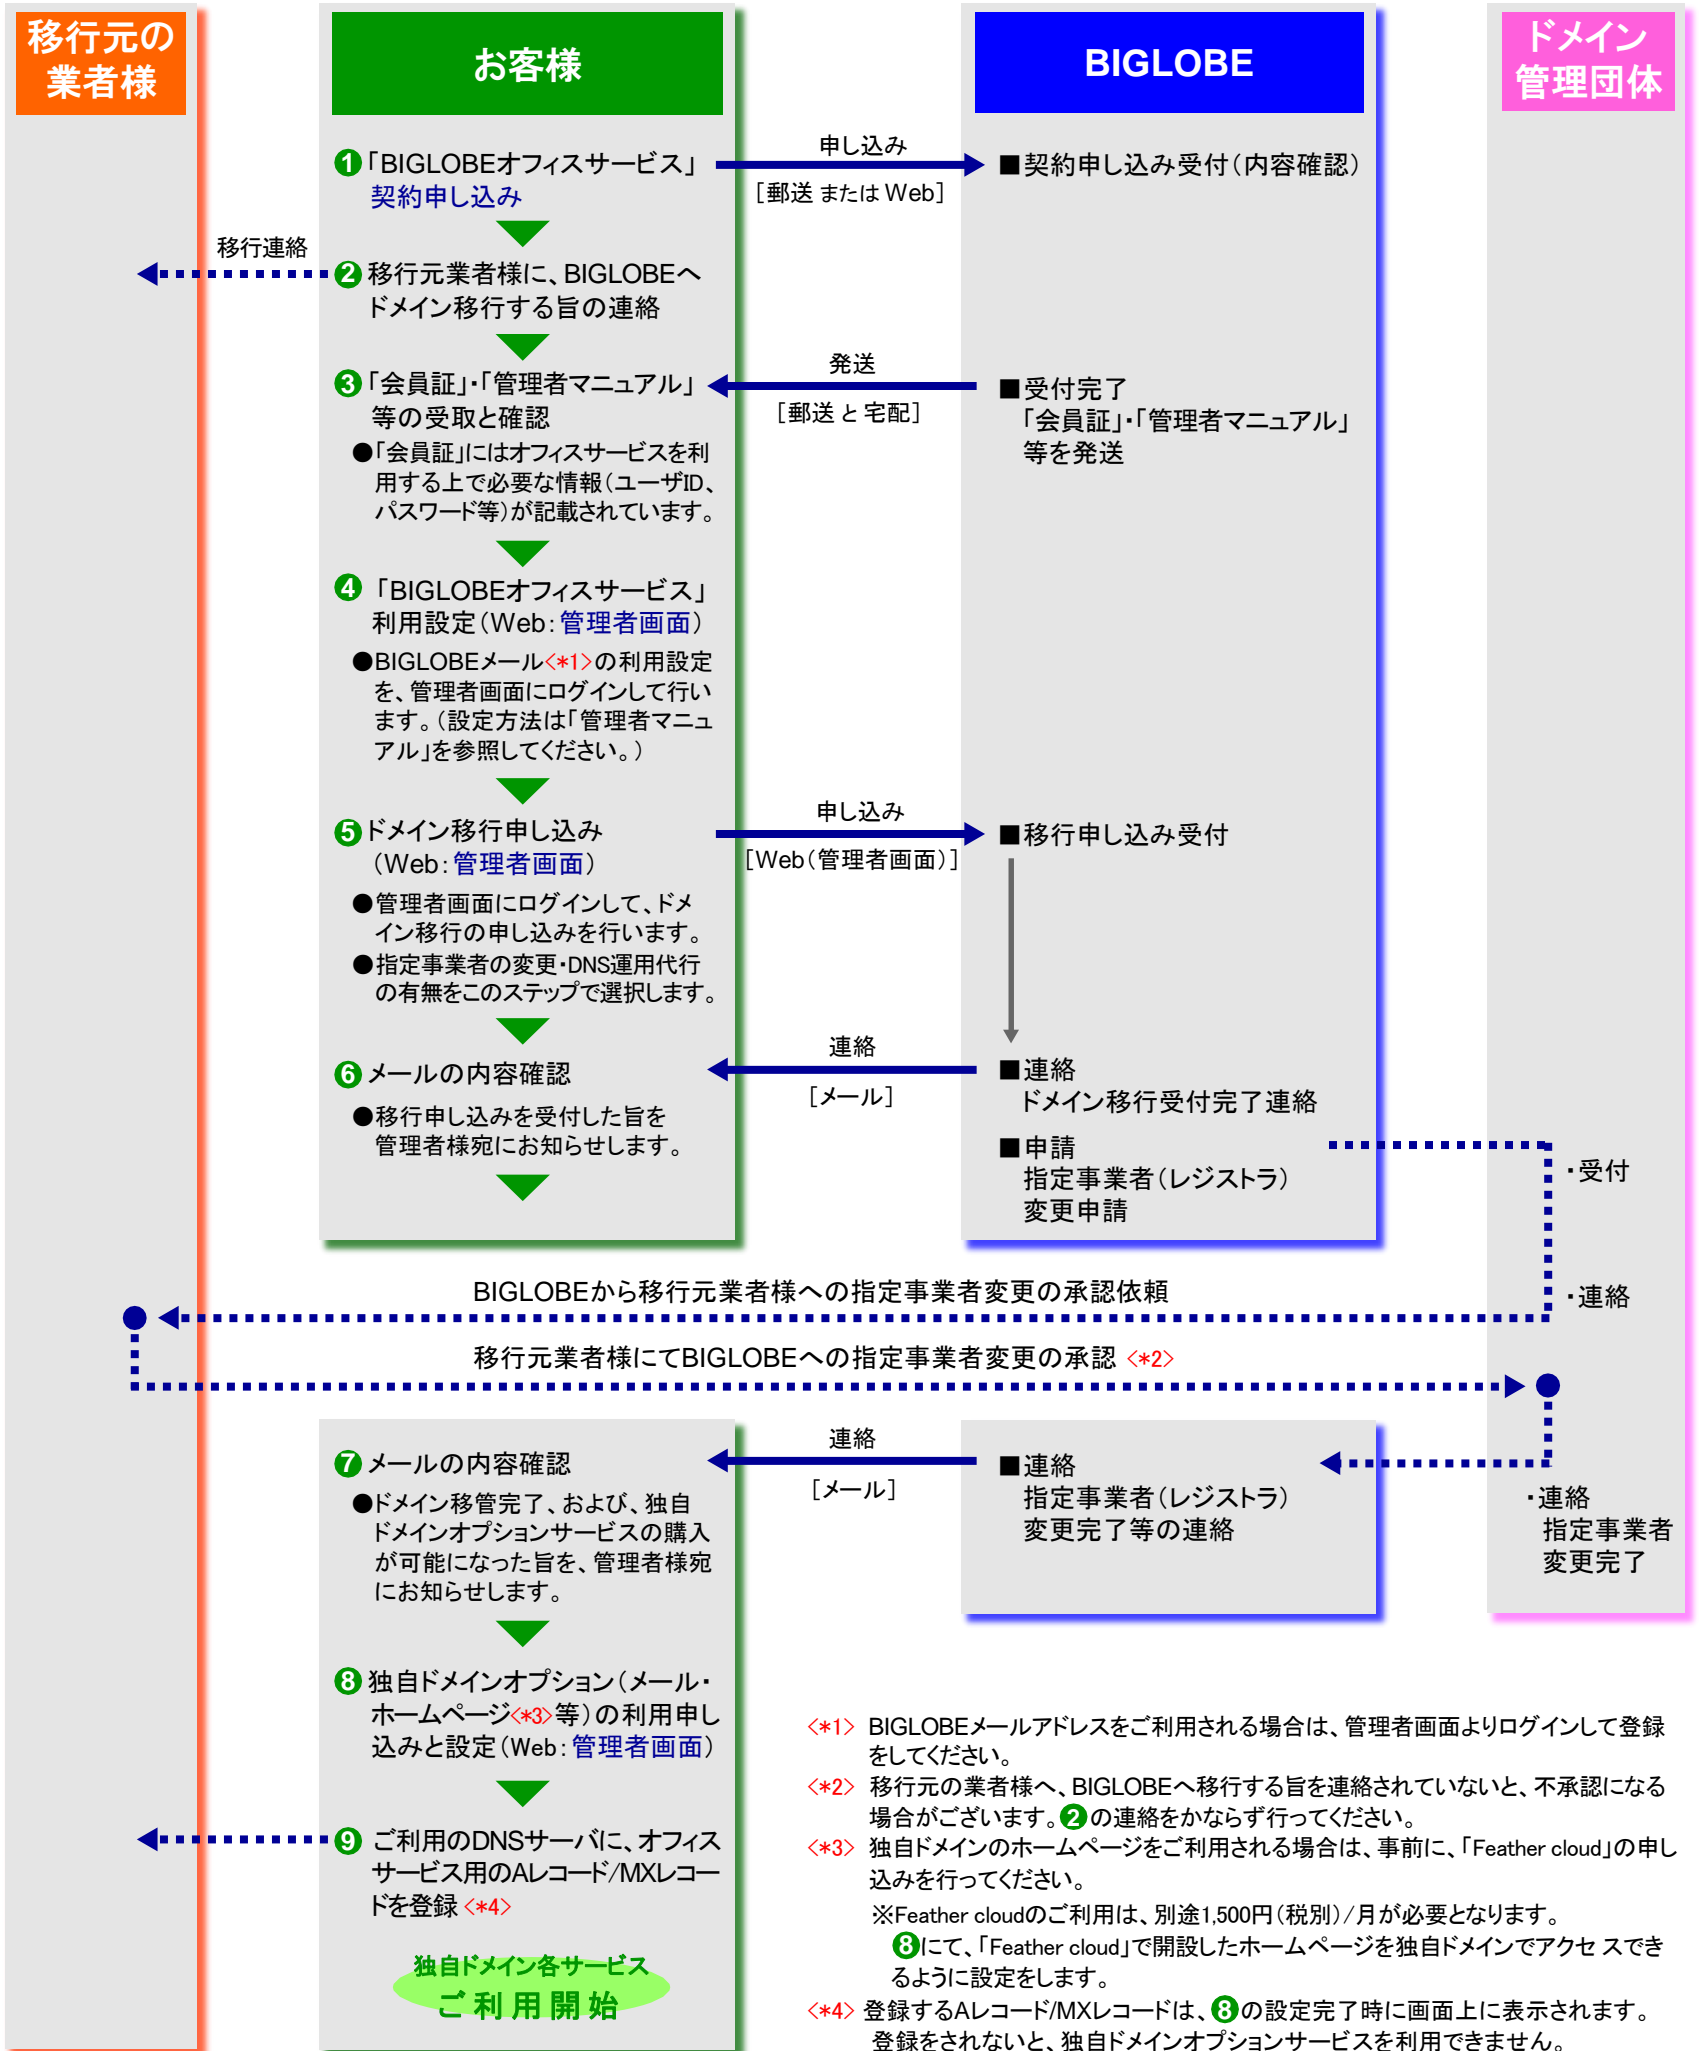 移行元の
業者様
お客様
BIGLOBE
ドメイン
管理団体
❶「BIGLOBEオフィスサービス」
契約申し込み
申し込み
［郵送 または Web］
■契約申し込み受付（内容確認）
移行連絡
❷移行元業者様に、BIGLOBEへ
ドメイン移行する旨の連絡
❸「会員証」・「管理者マニュアル」
等の受取と確認
●「会員証」にはオフィスサービスを利
用する上で必要な情報（ユーザID、
パスワード等）が記載されています。
発送
［郵送 と 宅配］
■受付完了
「会員証」・「管理者マニュアル」
等を発送
❹「BIGLOBEオフィスサービス」
利用設定（Web：管理者画面）
●BIGLOBEメール<*1>の利用設定
を、管理者画面にログインして行い
ます。（設定方法は「管理者マニュ
アル」を参照してください。）
❺ドメイン移行申し込み
（Web：管理者画面）
●管理者画面にログインして、ドメ
イン移行の申し込みを行います。
●指定事業者の変更・DNS運用代行
の有無をこのステップで選択します。
申し込み
［Web（管理者画面）］
■移行申し込み受付
❻メールの内容確認
●移行申し込みを受付した旨を
管理者様宛にお知らせします。
連絡
［メール］
■連絡
ドメイン移行受付完了連絡
■申請
指定事業者（レジストラ）
変更申請
・受付
・連絡
BIGLOBEから移行元業者様への指定事業者変更の承認依頼
移行元業者様にてBIGLOBEへの指定事業者変更の承認 <*2>
❼メールの内容確認
●ドメイン移管完了、および、独自
ドメインオプションサービスの購入
が可能になった旨を、管理者様宛
にお知らせします。
連絡
［メール］
■連絡
指定事業者（レジストラ）
変更完了等の連絡
・連絡
指定事業者
変更完了
❽独自ドメインオプション（メール・
ホームページ<*3>等）の利用申し
込みと設定（Web：管理者画面）
❾ご利用のDNSサーバに、オフィス
サービス用のAレコード/MXレコー
ドを登録 <*4>
独自ドメイン各サービス
ご利用開始
<*1> BIGLOBEメールアドレスをご利用される場合は、管理者画面よりログインして登録
をしてください。
<*2> 移行元の業者様へ、BIGLOBEへ移行する旨を連絡されていないと、不承認になる
場合がございます。❷の連絡をかならず行ってください。
<*3> 独自ドメインのホームページをご利用される場合は、事前に、「Feather cloud」の申し
込みを行ってください。
※Feather cloudのご利用は、別途1,500円（税別）/月が必要となります。
❽にて、「Feather cloud」で開設したホームページを独自ドメインでアクセ スでき
るように設定をします。
<*4> 登録するAレコード/MXレコードは、❽の設定完了時に画面上に表示されます。
登録をされないと、独自ドメインオプションサービスを利用できません。